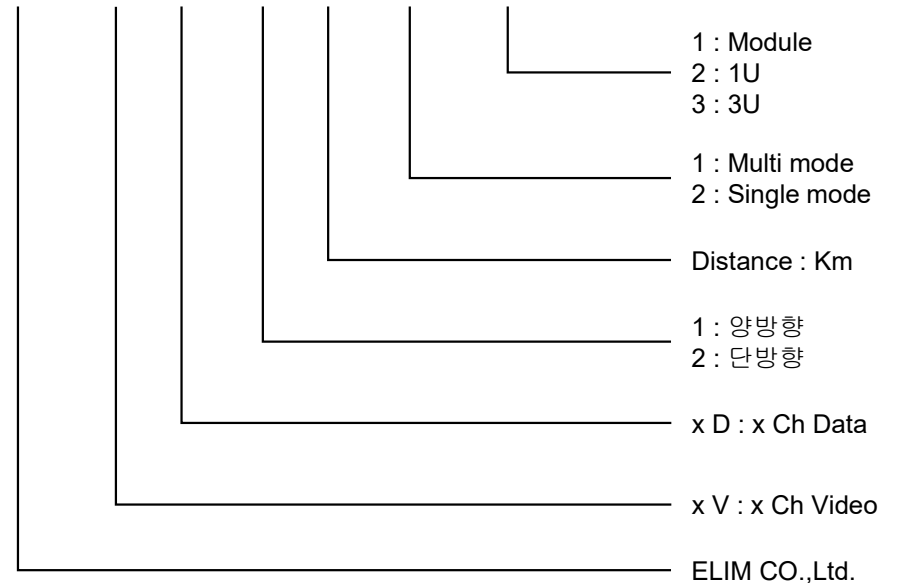 1 : Module
2 : 1U
3 : 3U
1 : Multi mode
2 : Single mode
Distance : Km
1 : 양방향
2 : 단방향
x D : x Ch Data
x V : x Ch Video
ELIM CO.,Ltd.